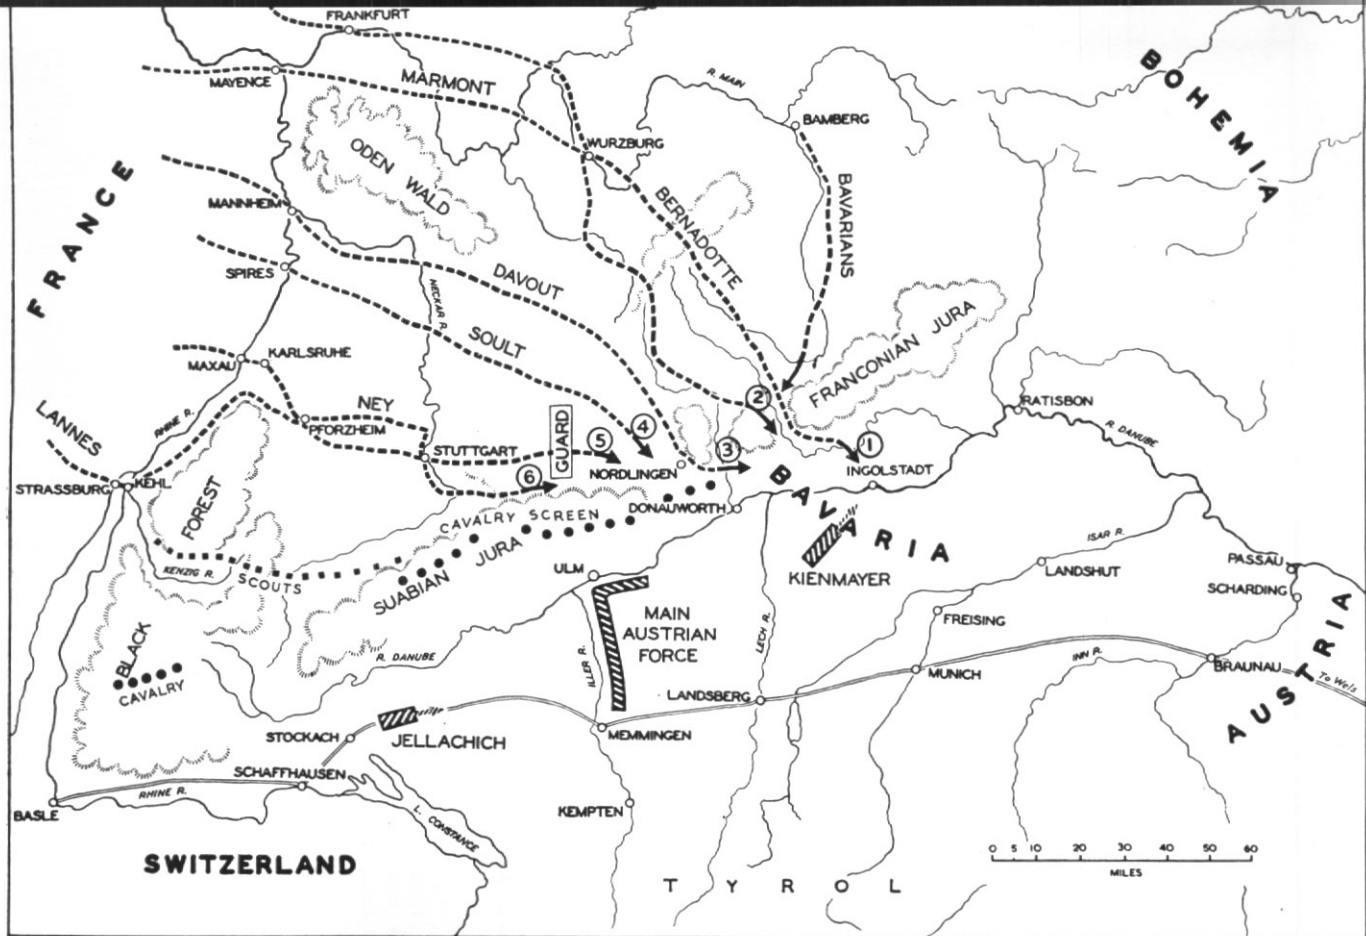 FRANKFURT
MAYENCE
MARMONT
R. MAIN
BAMBERG
BOHEMIA
ODEN WALD
WURZBURG
FRANCE
MANNHEIM
BERNADOTTE
BAVARIANS
SPIRES
NECKAR R.
DAVOUT
SOULT
FRANCONIAN JURA
MAXAU
KARLSRUHE
LANNES
RHINE R.
NEY
PFORZHEIM
STUTTGART
GUARD
1
2
3
4
5
6
NORDLINGEN
INGOLSTADT
RATISBON
R. DANUBE
STRASSBURG
KEHL
FOREST
CAVALRY SCREEN
DONAUWORTH
BAVARIA
KENZIG R.
SCOUTS
SUABIAN JURA
ULM
KIENMAYER
ISAR R.
LANDSHUT
PASSAU
SCHARDING
BLACK
CAVALRY
R. DANUBE
ILLER R.
MAIN
AUSTRIAN
FORCE
LECH R.
FREISING
LANDSBERG
MUNICH
INN R.
BRAUNAU
To Wels
AUSTRIA
STOCKACH
JELLACHICH
MEMMINGEN
SCHAFFHAUSEN
RHINE R.
BASLE
L. CONSTANCE
KEMPTEN
SWITZERLAND
TYROL
0 5 10 20 30 40 50 60
MILES